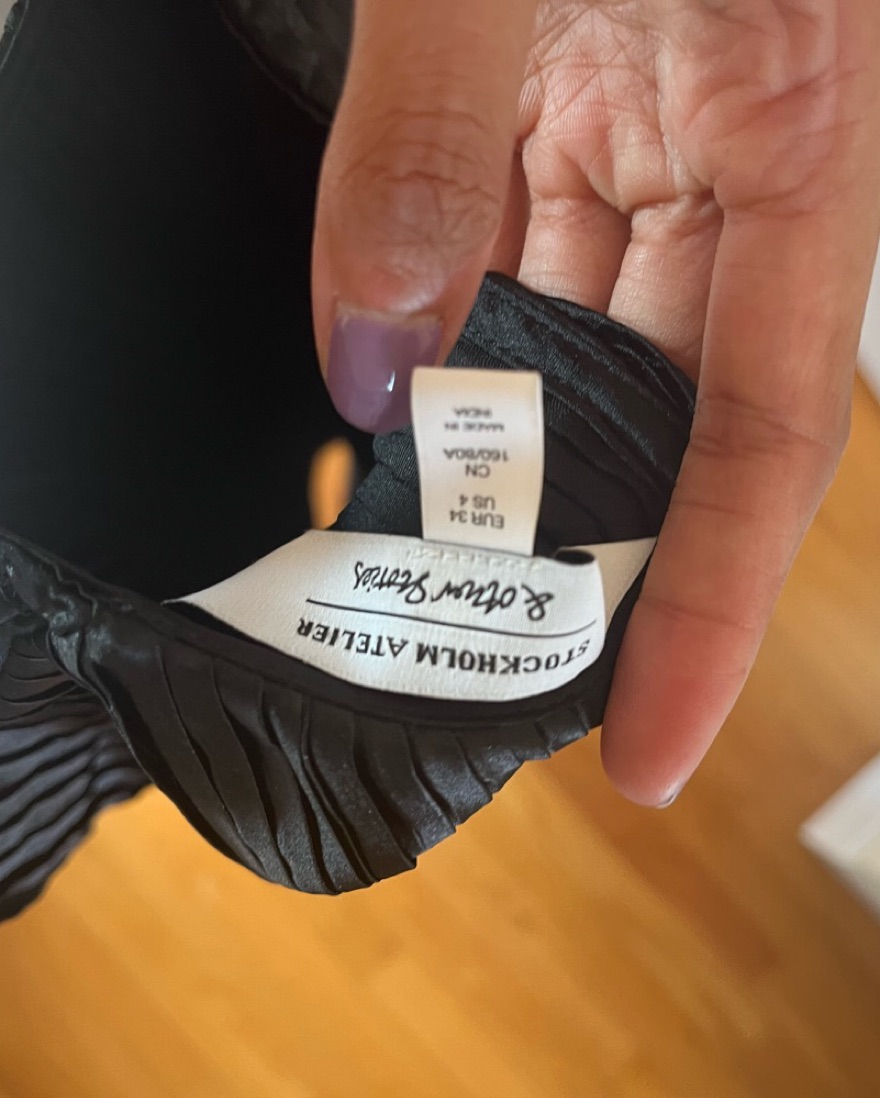 STOCKHOLM ATELIER
& other Stories
EUR 34
US 4
CN
160/80A
MADE IN
INDIA